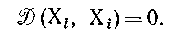 𝒟 (X_l, X_i) = 0.